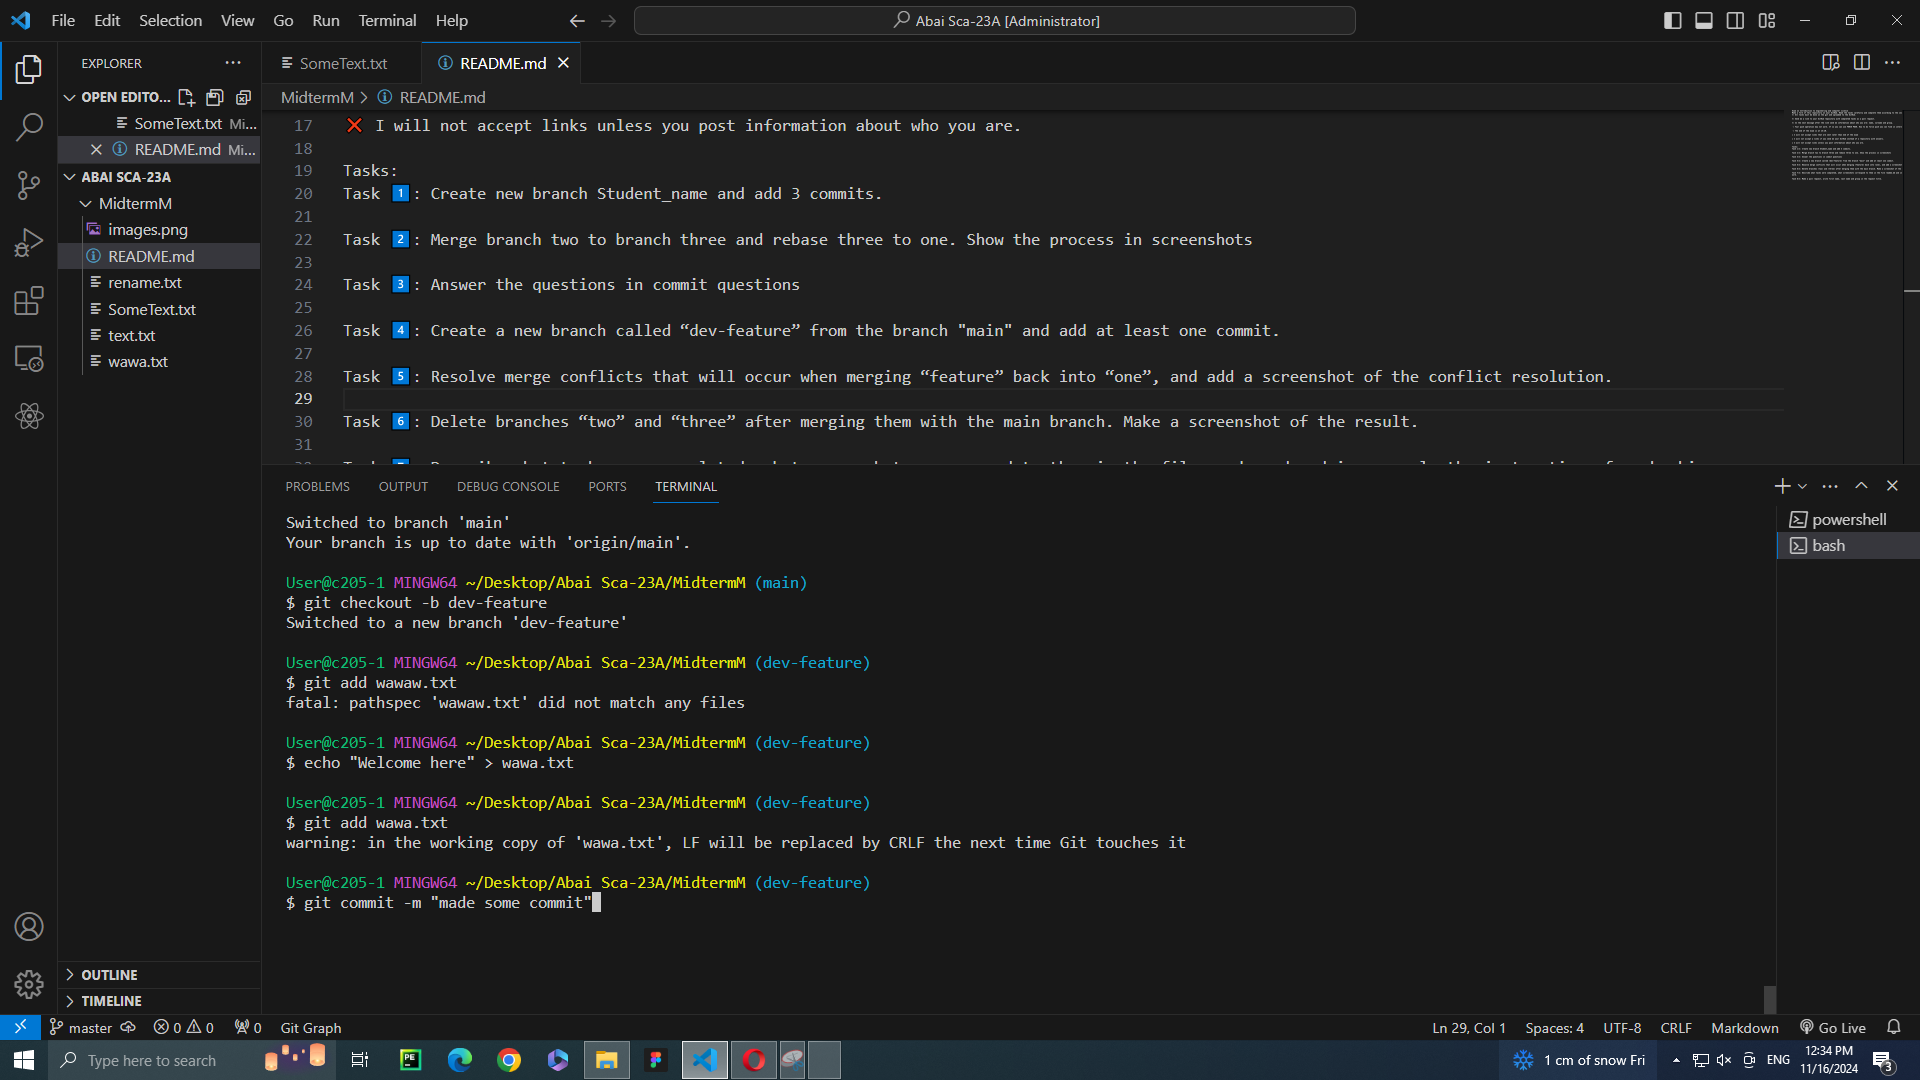 File Edit Selection View Go Run Terminal Help
Abai Sca-23A [Administrator]
EXPLORER
OPEN EDITO...
SomeText.txt Mi...
README.md Mi...
ABAI SCA-23A
MidtermM
images.png
README.md
rename.txt
SomeText.txt
text.txt
wawa.txt
OUTLINE
TIMELINE
SomeText.txt
README.md
MidtermM > README.md
17 ❌ I will not accept links unless you post information about who you are.
18
19 Tasks:
20 Task 1️⃣: Create new branch Student_name and add 3 commits.
21
22 Task 2️⃣: Merge branch two to branch three and rebase three to one. Show the process in screenshots
23
24 Task 3️⃣: Answer the questions in commit questions
25
26 Task 4️⃣: Create a new branch called “dev-feature” from the branch "main" and add at least one commit.
27
28 Task 5️⃣: Resolve merge conflicts that will occur when merging “feature” back into “one”, and add a screenshot of the conflict resolution.
29
30 Task 6️⃣: Delete branches “two” and “three” after merging them with the main branch. Make a screenshot of the result.
31
PROBLEMS OUTPUT DEBUG CONSOLE PORTS TERMINAL
Switched to branch 'main'
Your branch is up to date with 'origin/main'.
User@c205-1 MINGW64 ~/Desktop/Abai Sca-23A/MidtermM (main)
$ git checkout -b dev-feature
Switched to a new branch 'dev-feature'
User@c205-1 MINGW64 ~/Desktop/Abai Sca-23A/MidtermM (dev-feature)
$ git add wawaw.txt
fatal: pathspec 'wawaw.txt' did not match any files
User@c205-1 MINGW64 ~/Desktop/Abai Sca-23A/MidtermM (dev-feature)
$ echo "Welcome here" > wawa.txt
User@c205-1 MINGW64 ~/Desktop/Abai Sca-23A/MidtermM (dev-feature)
$ git add wawa.txt
warning: in the working copy of 'wawa.txt', LF will be replaced by CRLF the next time Git touches it
User@c205-1 MINGW64 ~/Desktop/Abai Sca-23A/MidtermM (dev-feature)
$ git commit -m "made some commit"
powershell
bash
master 0 0 0 Git Graph
Ln 29, Col 1 Spaces: 4 UTF-8 CRLF Markdown Go Live
Type here to search
PE
1 cm of snow Fri
ENG
12:34 PM
11/16/2024
3